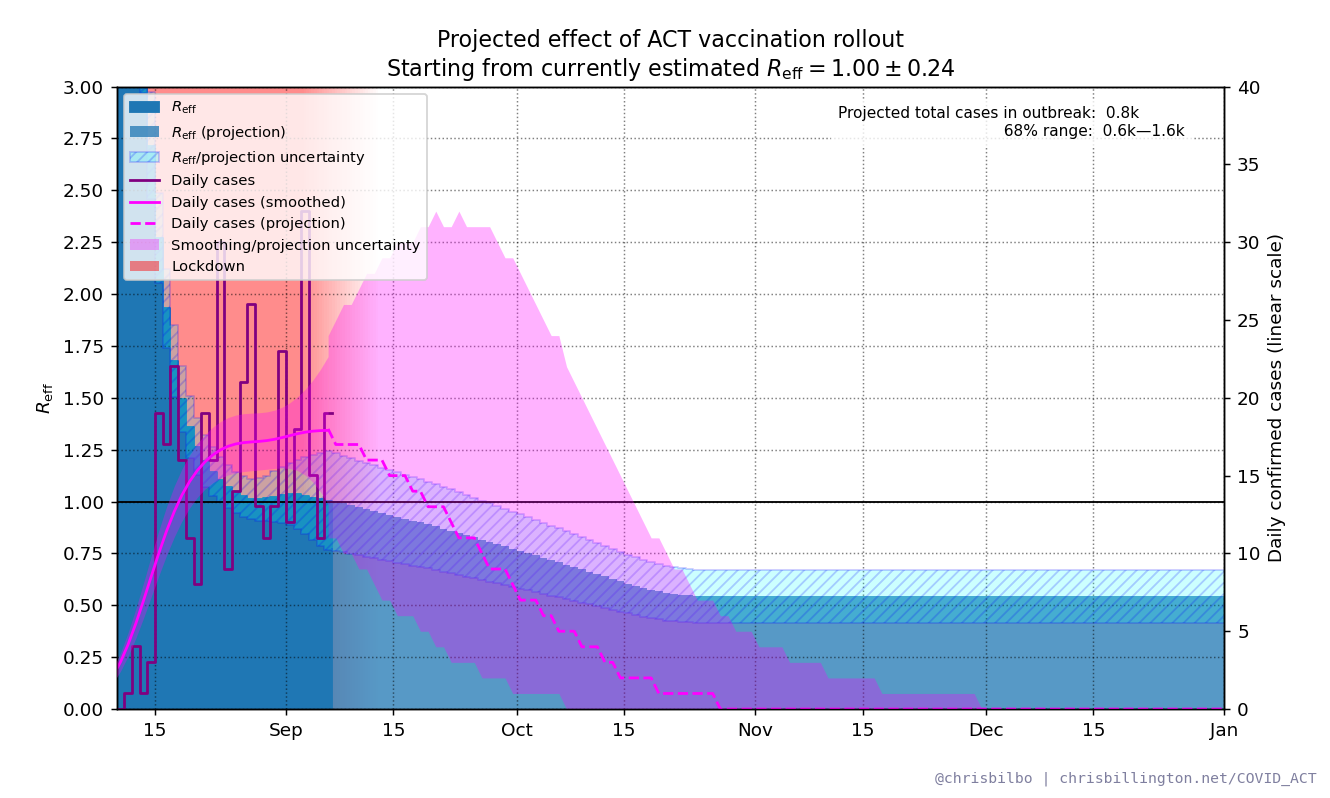 Projected effect of ACT vaccination rollout
Starting from currently estimated R_eff = 1.00 ± 0.24
Projected total cases in outbreak: 0.8k
68% range: 0.6k—1.6k
R_eff
R_eff (projection)
R_eff/projection uncertainty
Daily cases
Daily cases (smoothed)
Daily cases (projection)
Smoothing/projection uncertainty
Lockdown
3.00
2.75
2.50
2.25
2.00
1.75
1.50
1.25
1.00
0.75
0.50
0.25
0.00
R_eff
40
35
30
25
20
15
10
5
0
Daily confirmed cases (linear scale)
15 Sep 15 Oct 15 Nov 15 Dec 15 Jan
@chrisbilbo | chrisbillington.net/COVID_ACT